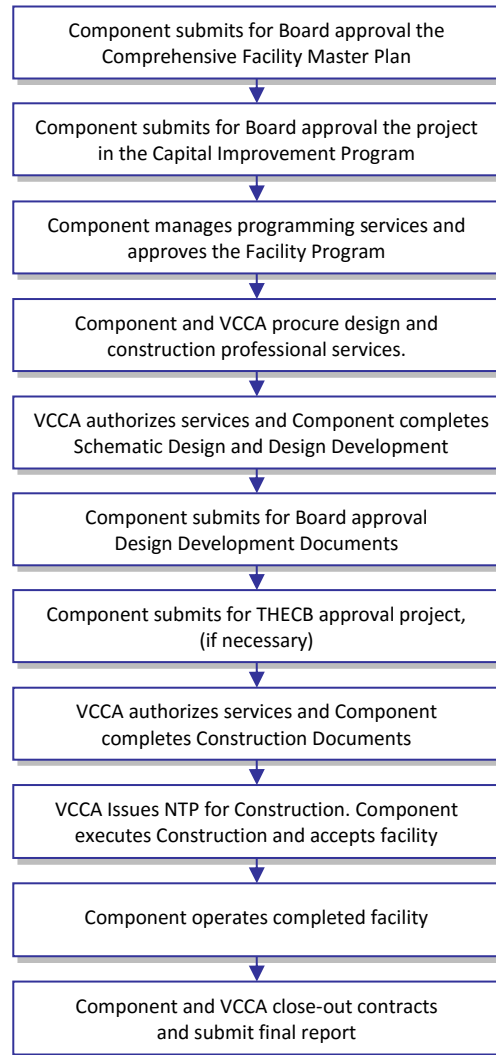 Component submits for Board approval the
Comprehensive Facility Master Plan
Component submits for Board approval the project
in the Capital Improvement Program
Component manages programming services and
approves the Facility Program
Component and VCCA procure design and
construction professional services.
VCCA authorizes services and Component completes
Schematic Design and Design Development
Component submits for Board approval
Design Development Documents
Component submits for THECB approval project,
(if necessary)
VCCA authorizes services and Component
completes Construction Documents
VCCA Issues NTP for Construction. Component
executes Construction and accepts facility
Component operates completed facility
Component and VCCA close-out contracts
and submit final report